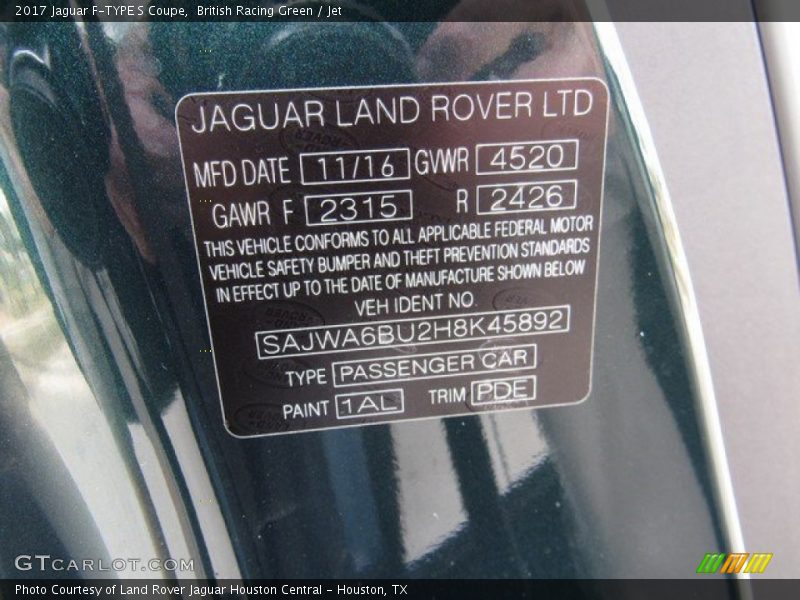 2017 Jaguar F-TYPE S Coupe,  British Racing Green / Jet
JAGUAR LAND ROVER LTD
MFD DATE 11/16 GVWR 4520
GAWR F 2315 R 2426
THIS VEHICLE CONFORMS TO ALL APPLICABLE FEDERAL MOTOR
VEHICLE SAFETY BUMPER AND THEFT PREVENTION STANDARDS
IN EFFECT UP TO THE DATE OF MANUFACTURE SHOWN BELOW
VEH IDENT NO.
SAJWA6BU2H8K45892
TYPE PASSENGER CAR
PAINT 1AL TRIM PDE
GTCARLOT.COM
Photo Courtesy of Land Rover Jaguar Houston Central - Houston, TX